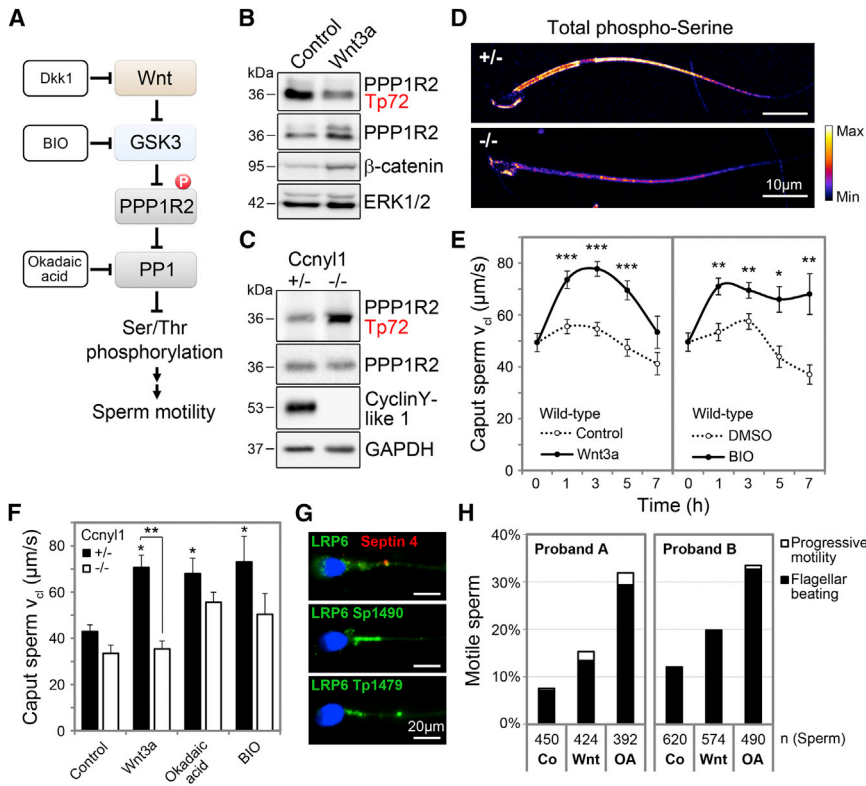 A
Dkk1
Wnt
BIO
GSK3
P
PPP1R2
Okadaic
acid
PP1
Ser/Thr
phosphorylation
Sperm motility
B
Control
Wnt3a
kDa
36
PPP1R2
Tp72
36
PPP1R2
95
β-catenin
42
ERK1/2
C
Ccnyl1
+/-
-/-
kDa
36
PPP1R2
Tp72
36
PPP1R2
53
CyclinY-
like 1
37
GAPDH
D
Total phospho-Serine
+/-
-/-
10µm
Max
Min
E
Caput sperm vcl (µm/s)
80
60
40
20
0
*** *** ***
Wild-type
Control
Wnt3a
0 1 3 5 7
** ** * **
Wild-type
DMSO
BIO
0 1 3 5 7
Time (h)
F
Caput sperm vcl (µm/s)
80
60
40
20
0
Ccnyl1
+/-
-/-
**
* * *
Control
Wnt3a
Okadaic
acid
BIO
G
LRP6 Septin 4
LRP6 Sp1490
LRP6 Tp1479
20µm
H
Motile sperm
40%
30%
20%
10%
0%
Proband A
Proband B
Progressive
motility
Flagellar
beating
450 424 392 620 574 490 n (Sperm)
Co Wnt OA Co Wnt OA